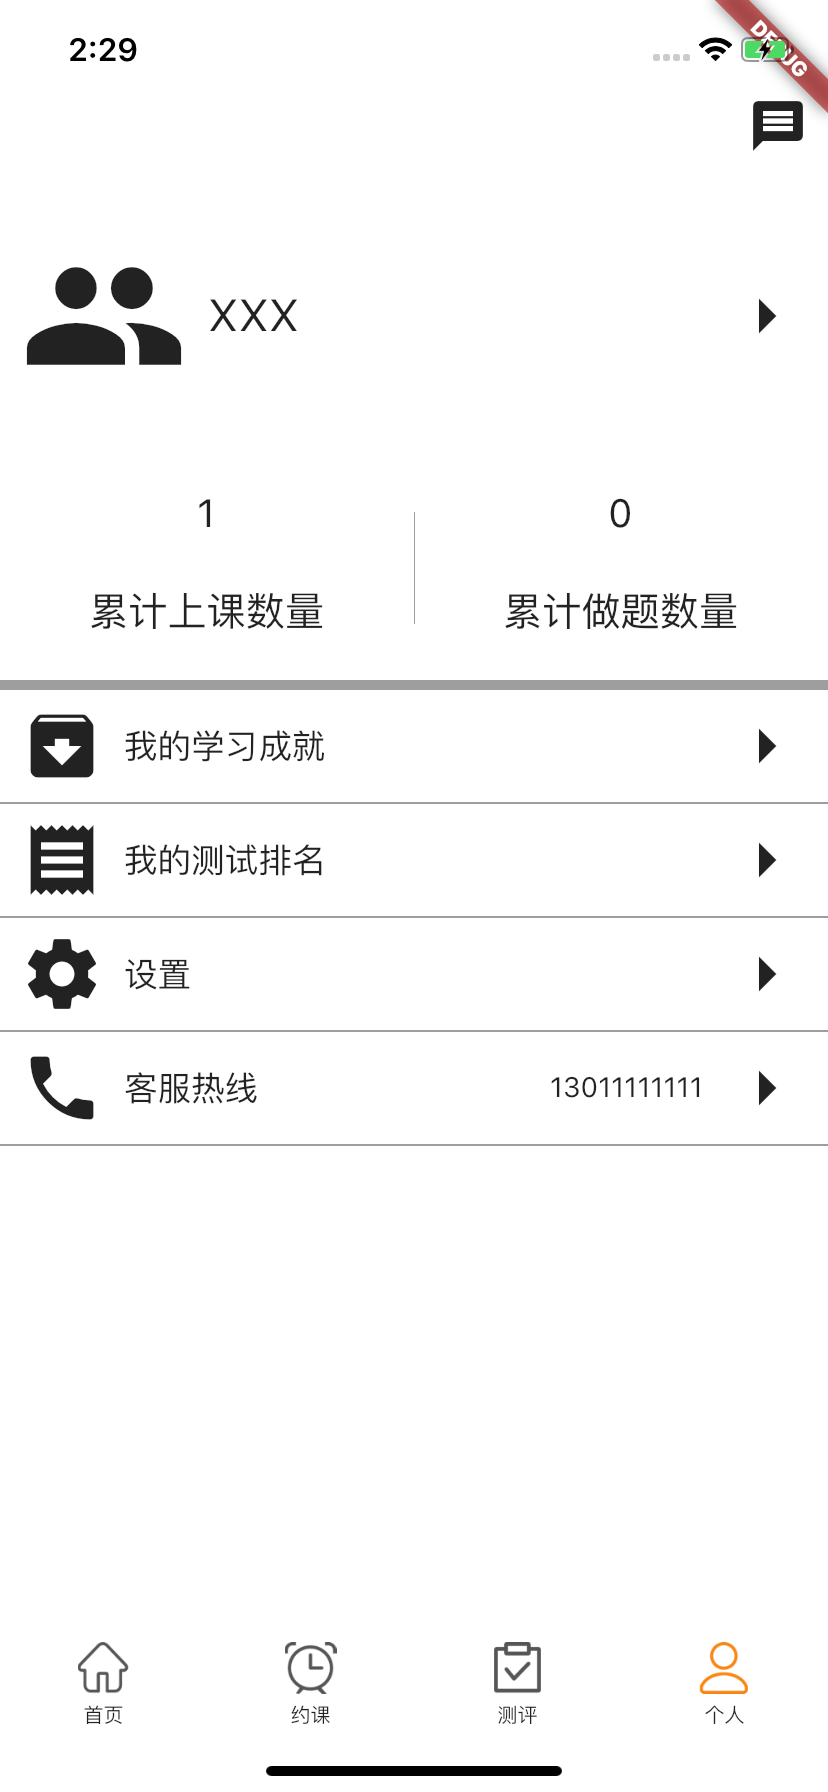 2:29
DEBUG
XXX
1
0
累计上课数量
累计做题数量
我的学习成就
我的测试排名
设置
客服热线
13011111111
首页
约课
测评
个人